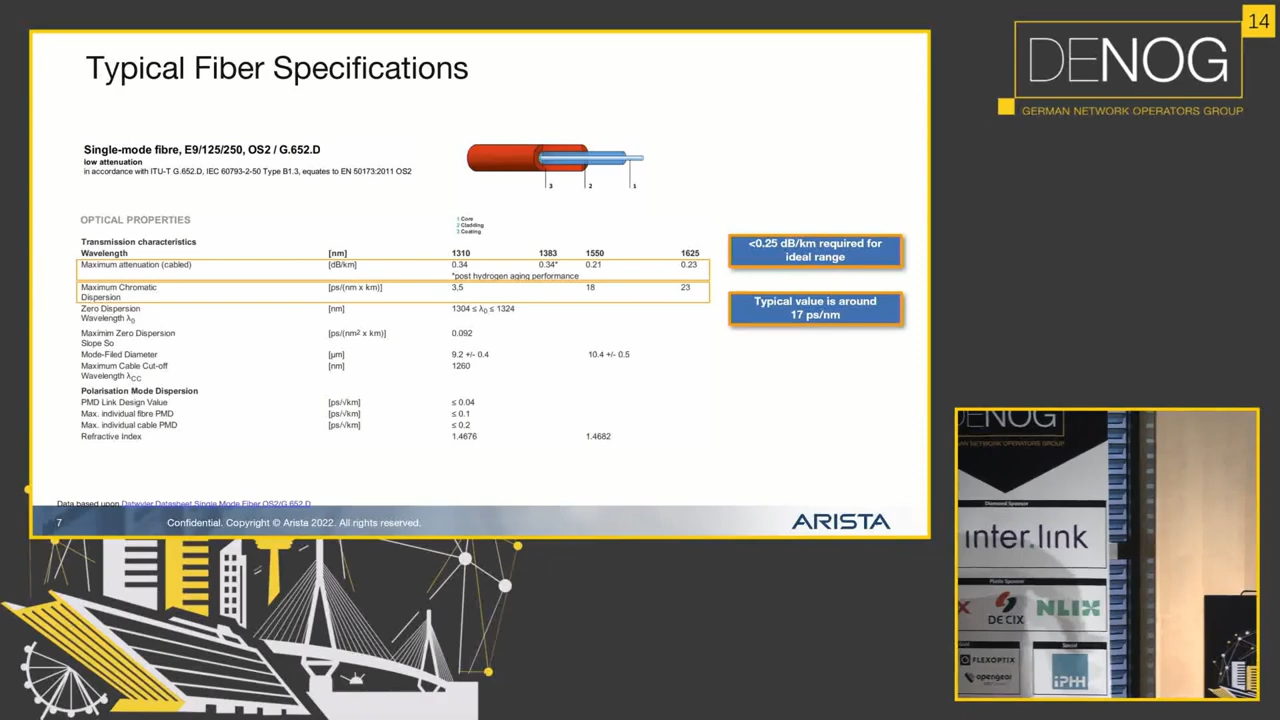 14
DENOG
GERMAN NETWORK OPERATORS GROUP
Typical Fiber Specifications
Single-mode fibre, E9/125/250, OS2 / G.652.D
low attenuation
in accordance with ITU-T G.652.D, IEC 60793-2-50 Type B1.3, equates to EN 50173:2011 OS2
3 2 1
OPTICAL PROPERTIES
1 Core
2 Cladding
3 Coating
Transmission characteristics
Wavelength [nm] 1310 1383 1550 1625
Maximum attenuation (cabled) [dB/km] 0.34 0.34* 0.21 0.23
*post hydrogen aging performance
Maximum Chromatic [ps/(nm x km)] 3,5 18 23
Dispersion
Zero Dispersion [nm] 1304 ≤ λ0 ≤ 1324
Wavelength λ0
Maximim Zero Dispersion [ps/(nm2 x km)] 0.092
Slope So
Mode-Filed Diameter [μm] 9.2 +/- 0.4 10.4 +/- 0.5
Maximum Cable Cut-off [nm] 1260
Wavelength λCC
Polarisation Mode Dispersion
PMD Link Design Value [ps/√km] ≤ 0.04
Max. individual fibre PMD [ps/√km] ≤ 0.1
Max. individual cable PMD [ps/√km] ≤ 0.2
Refractive Index 1.4676 1.4682
<0.25 dB/km required for
ideal range
Typical value is around
17 ps/nm
Data based upon Datwyler Datasheet Single Mode Fiber OS2/G.652.D
7 Confidential. Copyright © Arista 2022. All rights reserved.
ARISTA
DENOG
AN NETWORK OPERATORS GROUP
Diamond Sponsor
inter.link
Platin Sponsor
X DE CIX NLIX
FLEXOPTIX
opengear
iPHH